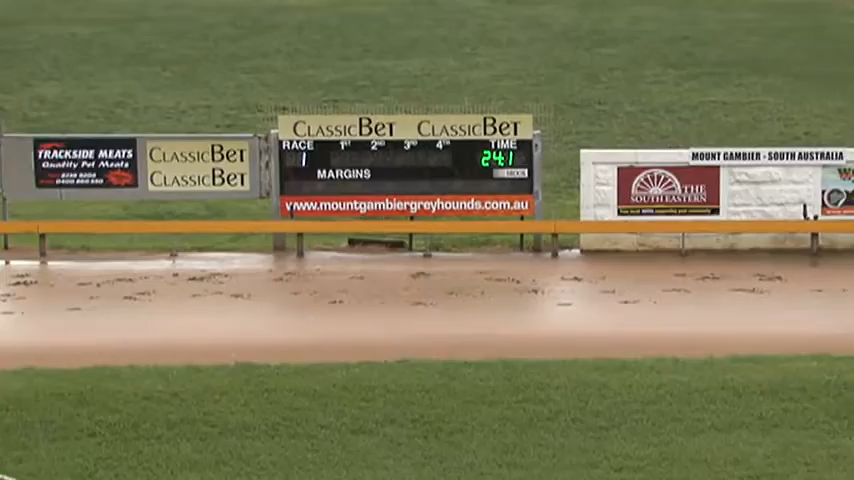 CLASSICBET CLASSICBET
RACE 1ST 2ND 3RD 4TH TIME
1 24.1
MARGINS
www.mountgambiergreyhounds.com.au
TRACKSIDE MEATS
Quality Pet Meats
CLASSICBET
CLASSICBET
MOUNT GAMBIER - SOUTH AUSTRALIA
THE
SOUTH EASTERN